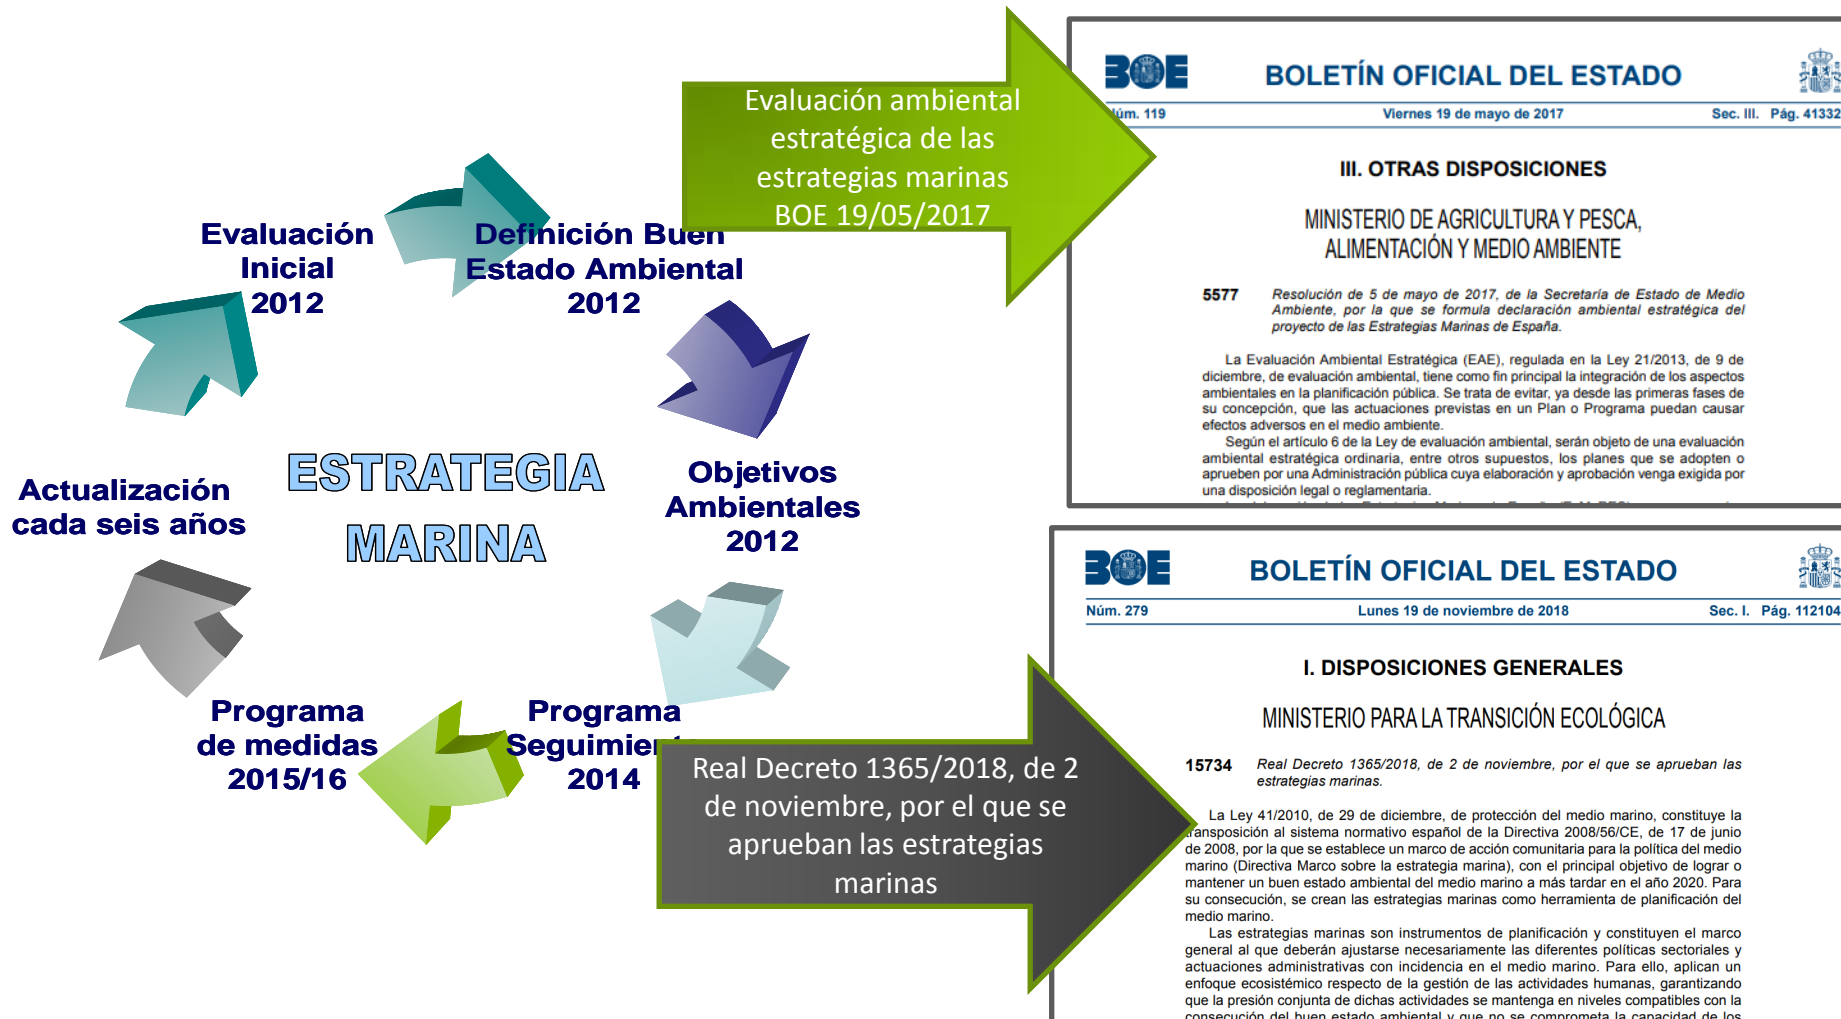 Evaluación
Inicial
2012
Definición Buen
Estado Ambiental
2012
Objetivos
Ambientales
2012
Programa
Seguimiento
2014
Programa
de medidas
2015/16
Actualización
cada seis años
ESTRATEGIA
MARINA
Evaluación ambiental
estratégica de las
estrategias marinas
BOE 19/05/2017
Real Decreto 1365/2018, de 2
de noviembre, por el que se
aprueban las estrategias
marinas
BOE
BOLETÍN OFICIAL DEL ESTADO
Núm. 119 Viernes 19 de mayo de 2017 Sec. III. Pág. 41332
III. OTRAS DISPOSICIONES
MINISTERIO DE AGRICULTURA Y PESCA,
ALIMENTACIÓN Y MEDIO AMBIENTE
5577 Resolución de 5 de mayo de 2017, de la Secretaría de Estado de Medio
Ambiente, por la que se formula declaración ambiental estratégica del
proyecto de las Estrategias Marinas de España.
La Evaluación Ambiental Estratégica (EAE), regulada en la Ley 21/2013, de 9 de
diciembre, de evaluación ambiental, tiene como fin principal la integración de los aspectos
ambientales en la planificación pública. Se trata de evitar, ya desde las primeras fases de
su concepción, que las actuaciones previstas en un Plan o Programa puedan causar
efectos adversos en el medio ambiente.
Según el artículo 6 de la Ley de evaluación ambiental, serán objeto de una evaluación
ambiental estratégica ordinaria, entre otros supuestos, los planes que se adopten o
aprueben por una Administración pública cuya elaboración y aprobación venga exigida por
una disposición legal o reglamentaria.
BOE
BOLETÍN OFICIAL DEL ESTADO
Núm. 279 Lunes 19 de noviembre de 2018 Sec. I. Pág. 112104
I. DISPOSICIONES GENERALES
MINISTERIO PARA LA TRANSICIÓN ECOLÓGICA
15734 Real Decreto 1365/2018, de 2 de noviembre, por el que se aprueban las
estrategias marinas.
La Ley 41/2010, de 29 de diciembre, de protección del medio marino, constituye la
transposición al sistema normativo español de la Directiva 2008/56/CE, de 17 de junio
de 2008, por la que se establece un marco de acción comunitaria para la política del medio
marino (Directiva Marco sobre la estrategia marina), con el principal objetivo de lograr o
mantener un buen estado ambiental del medio marino a más tardar en el año 2020. Para
su consecución, se crean las estrategias marinas como herramienta de planificación del
medio marino.
Las estrategias marinas son instrumentos de planificación y constituyen el marco
general al que deberán ajustarse necesariamente las diferentes políticas sectoriales y
actuaciones administrativas con incidencia en el medio marino. Para ello, aplican un
enfoque ecosistémico respecto de la gestión de las actividades humanas, garantizando
que la presión conjunta de dichas actividades se mantenga en niveles compatibles con la
consecución del buen estado ambiental y que no se comprometa la capacidad de los